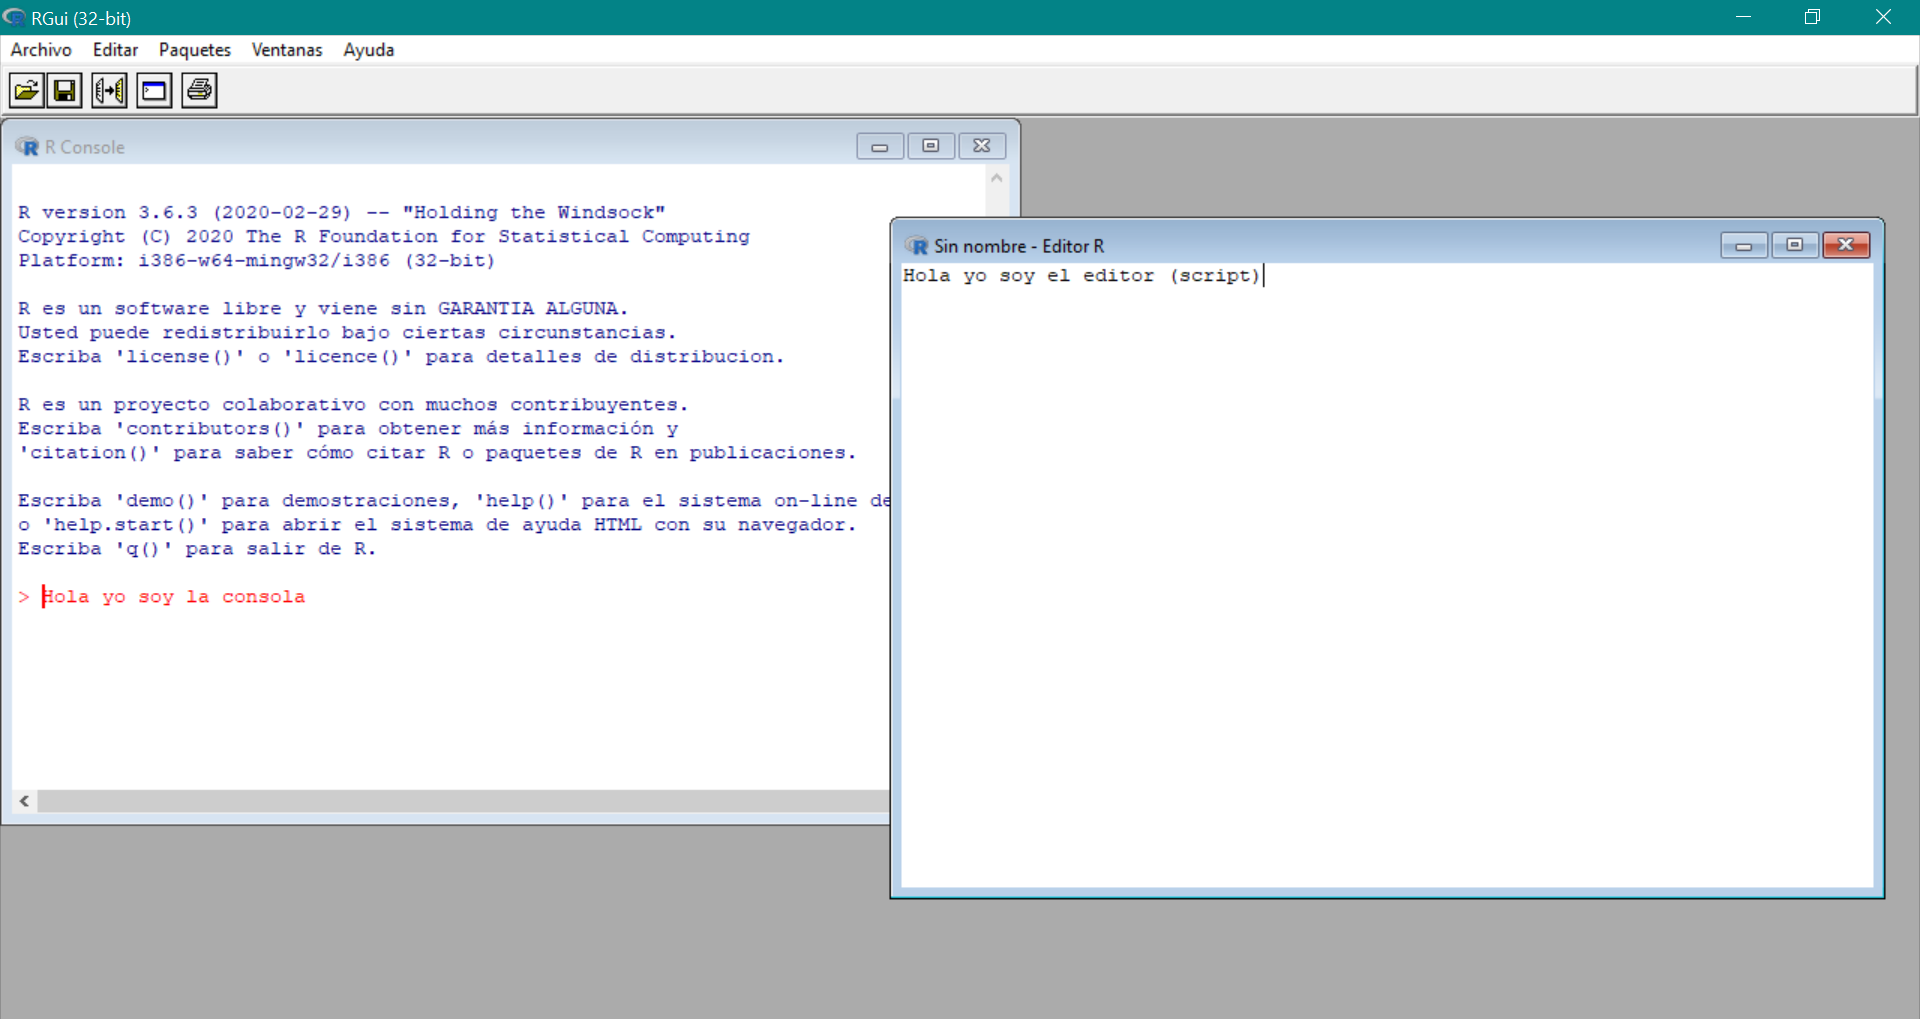 RGui (32-bit)
Archivo Editar Paquetes Ventanas Ayuda
R Console
R version 3.6.3 (2020-02-29) -- "Holding the Windsock"
Copyright (C) 2020 The R Foundation for Statistical Computing
Platform: i386-w64-mingw32/i386 (32-bit)
R es un software libre y viene sin GARANTIA ALGUNA.
Usted puede redistribuirlo bajo ciertas circunstancias.
Escriba 'license()' o 'licence()' para detalles de distribucion.
R es un proyecto colaborativo con muchos contribuyentes.
Escriba 'contributors()' para obtener más información y
'citation()' para saber cómo citar R o paquetes de R en publicaciones.
Escriba 'demo()' para demostraciones, 'help()' para el sistema on-line de
o 'help.start()' para abrir el sistema de ayuda HTML con su navegador.
Escriba 'q()' para salir de R.
> Hola yo soy la consola
Sin nombre - Editor R
Hola yo soy el editor (script)